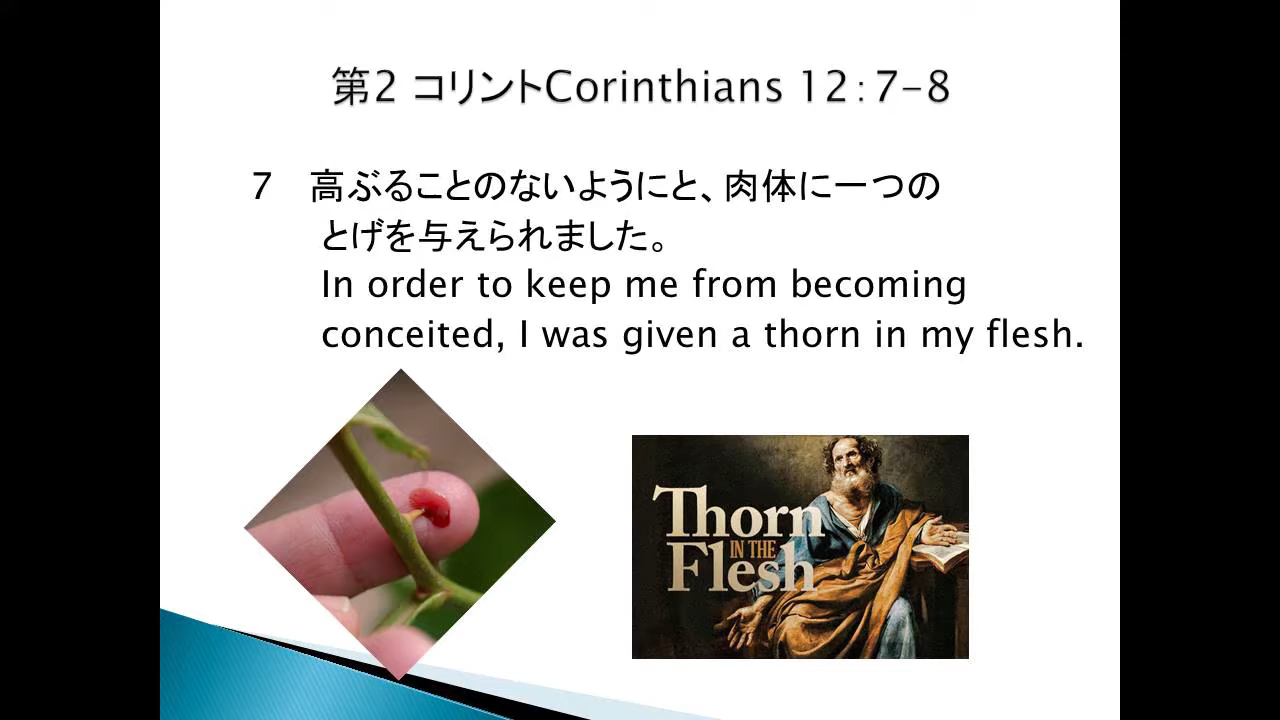 第2 コリントCorinthians 12:7-8
7　高ぶることのないようにと、肉体に一つの
とげを与えられました。
In order to keep me from becoming
conceited, I was given a thorn in my flesh.
Thorn
IN THE
Flesh